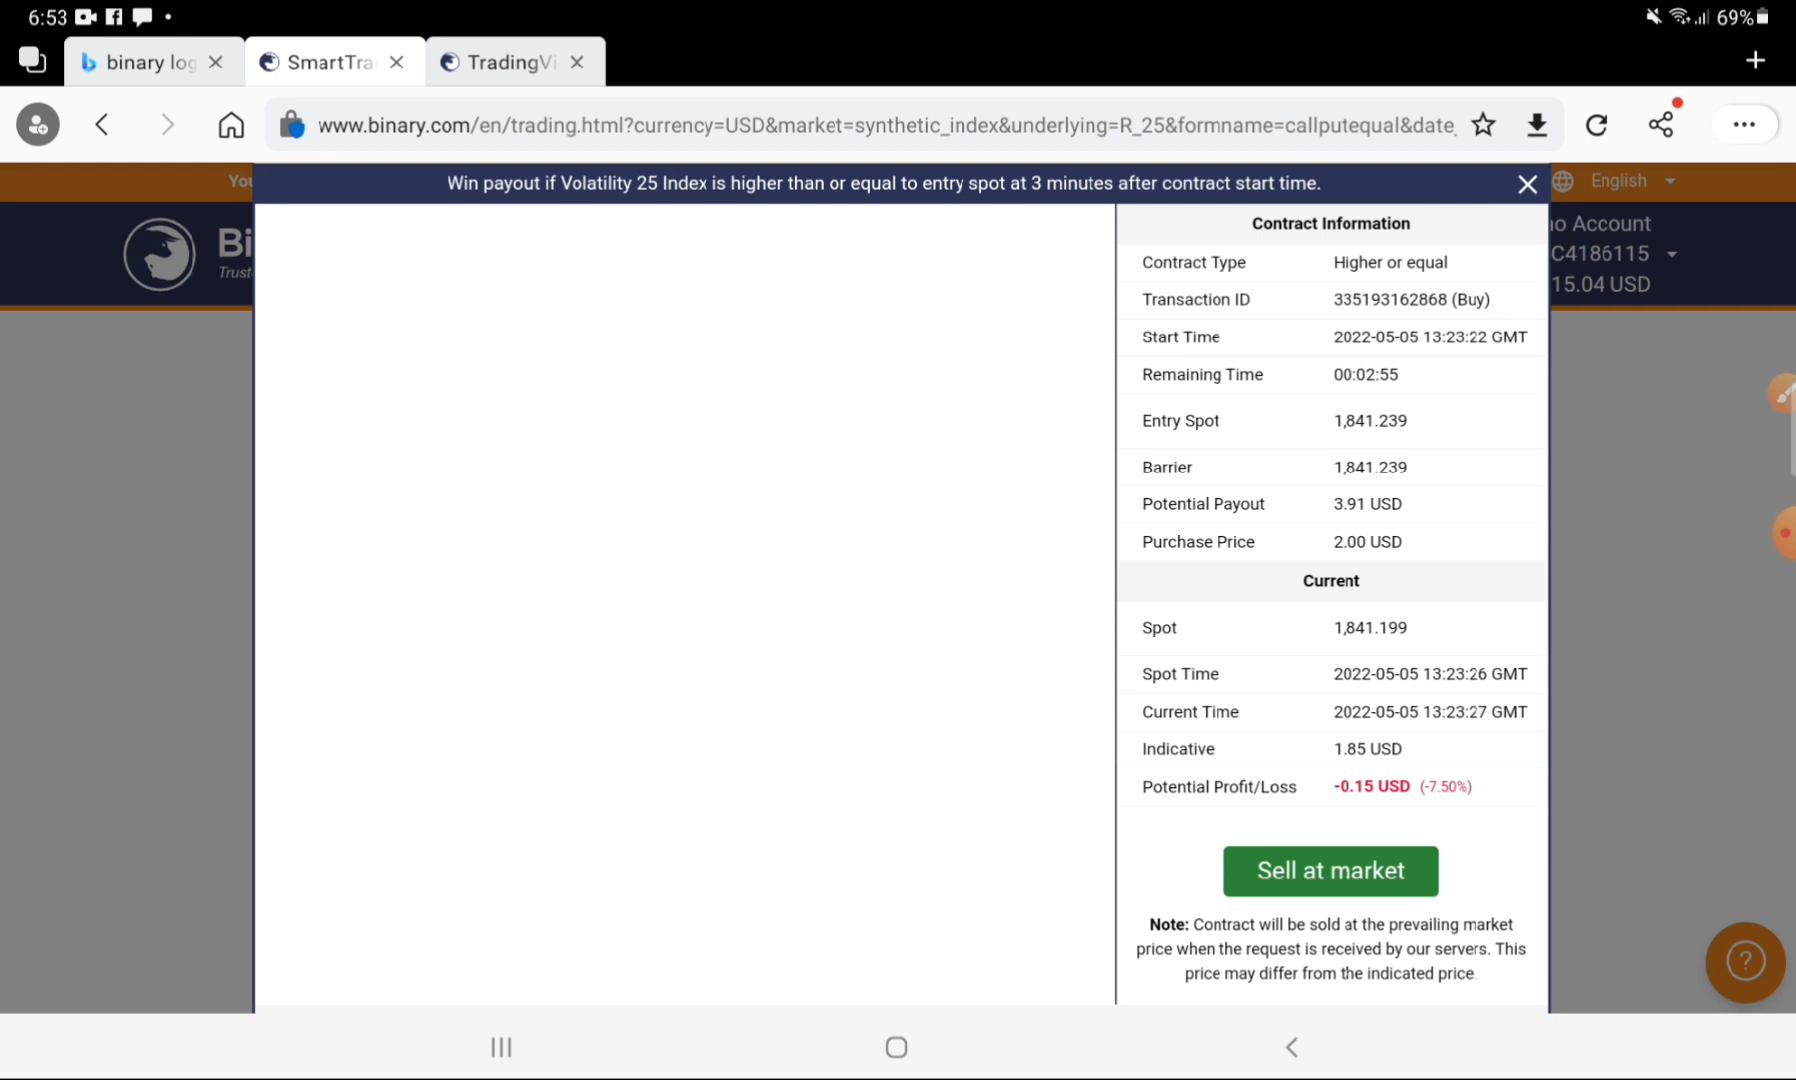 6:53
69%
binary log
SmartTra
TradingVi
www.binary.com/en/trading.html?currency=USD&market=synthetic_index&underlying=R_25&formname=callputequal&date_
You
Win payout if Volatility 25 Index is higher than or equal to entry spot at 3 minutes after contract start time.
English
Bi
Trust
o Account
C4186115
15.04 USD
Contract Information
Contract Type Higher or equal
Transaction ID 335193162868 (Buy)
Start Time 2022-05-05 13:23:22 GMT
Remaining Time 00:02:55
Entry Spot 1,841.239
Barrier 1,841.239
Potential Payout 3.91 USD
Purchase Price 2.00 USD
Current
Spot 1,841.199
Spot Time 2022-05-05 13:23:26 GMT
Current Time 2022-05-05 13:23:27 GMT
Indicative 1.85 USD
Potential Profit/Loss -0.15 USD (-7.50%)
Sell at market
Note: Contract will be sold at the prevailing market
price when the request is received by our servers. This
price may differ from the indicated price.